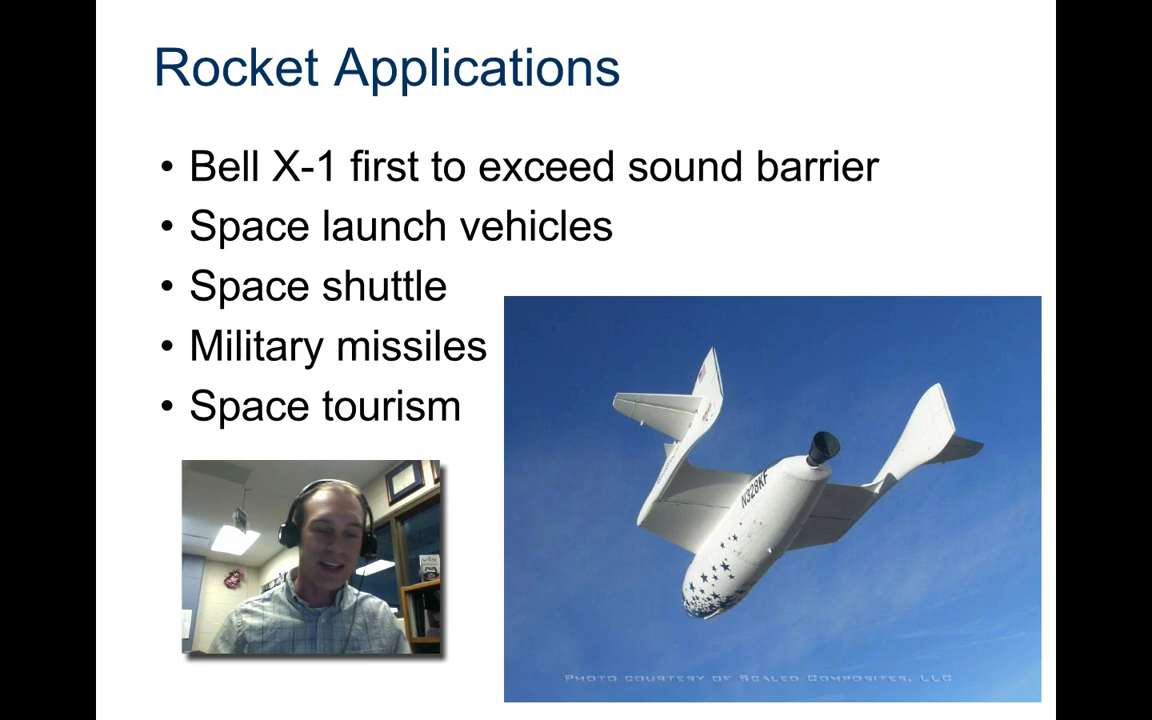 Rocket Applications
• Bell X-1 first to exceed sound barrier
• Space launch vehicles
• Space shuttle
• Military missiles
• Space tourism
N328KF
PHOTO COURTESY OF SCALED COMPOSITES, LLC